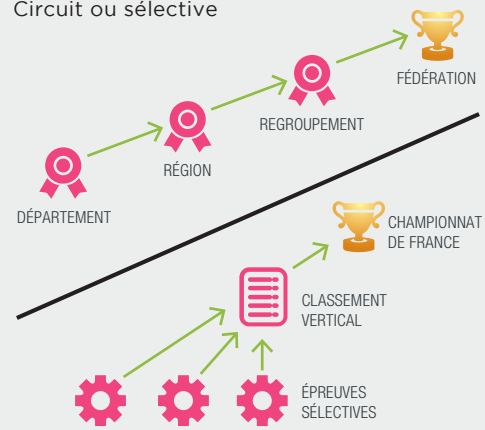 Circuit ou sélective
FÉDÉRATION
REGROUPEMENT
RÉGION
DÉPARTEMENT
CHAMPIONNAT
DE FRANCE
CLASSEMENT
VERTICAL
ÉPREUVES
SÉLECTIVES